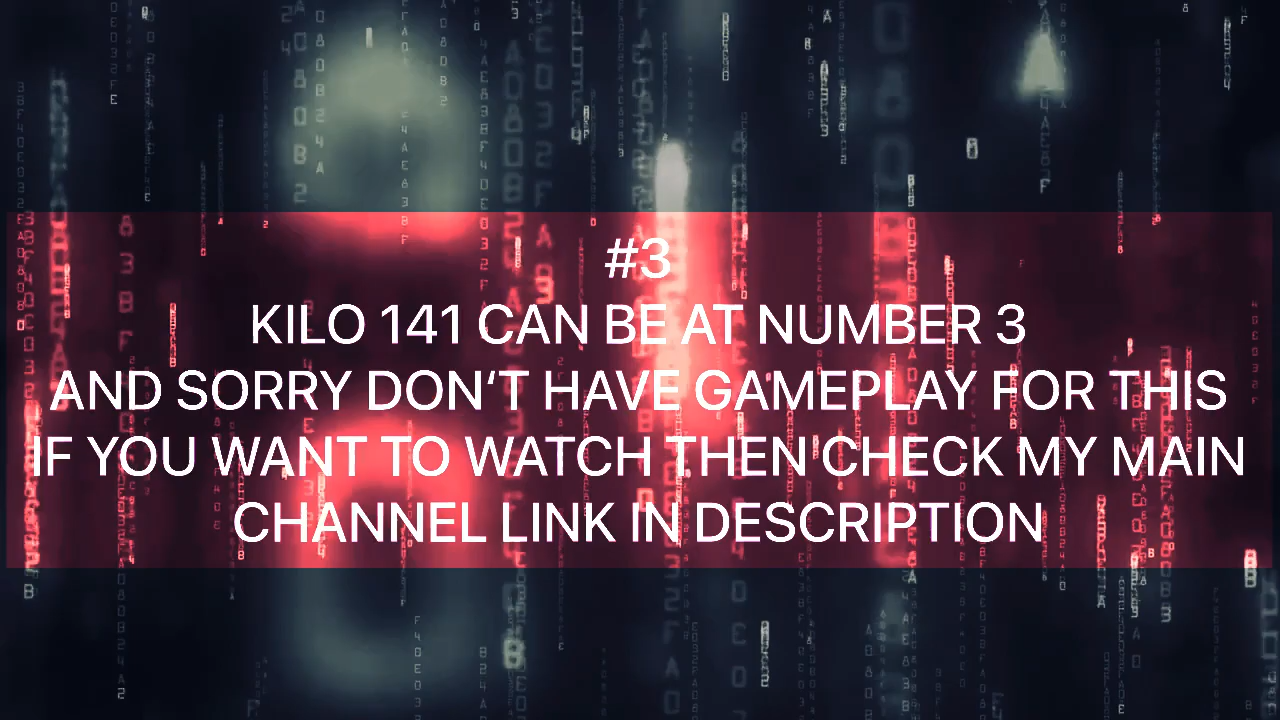 #3
KILO 141 CAN BE AT NUMBER 3
AND SORRY DON‘T HAVE GAMEPLAY FOR THIS
IF YOU WANT TO WATCH THEN CHECK MY MAIN
CHANNEL LINK IN DESCRIPTION